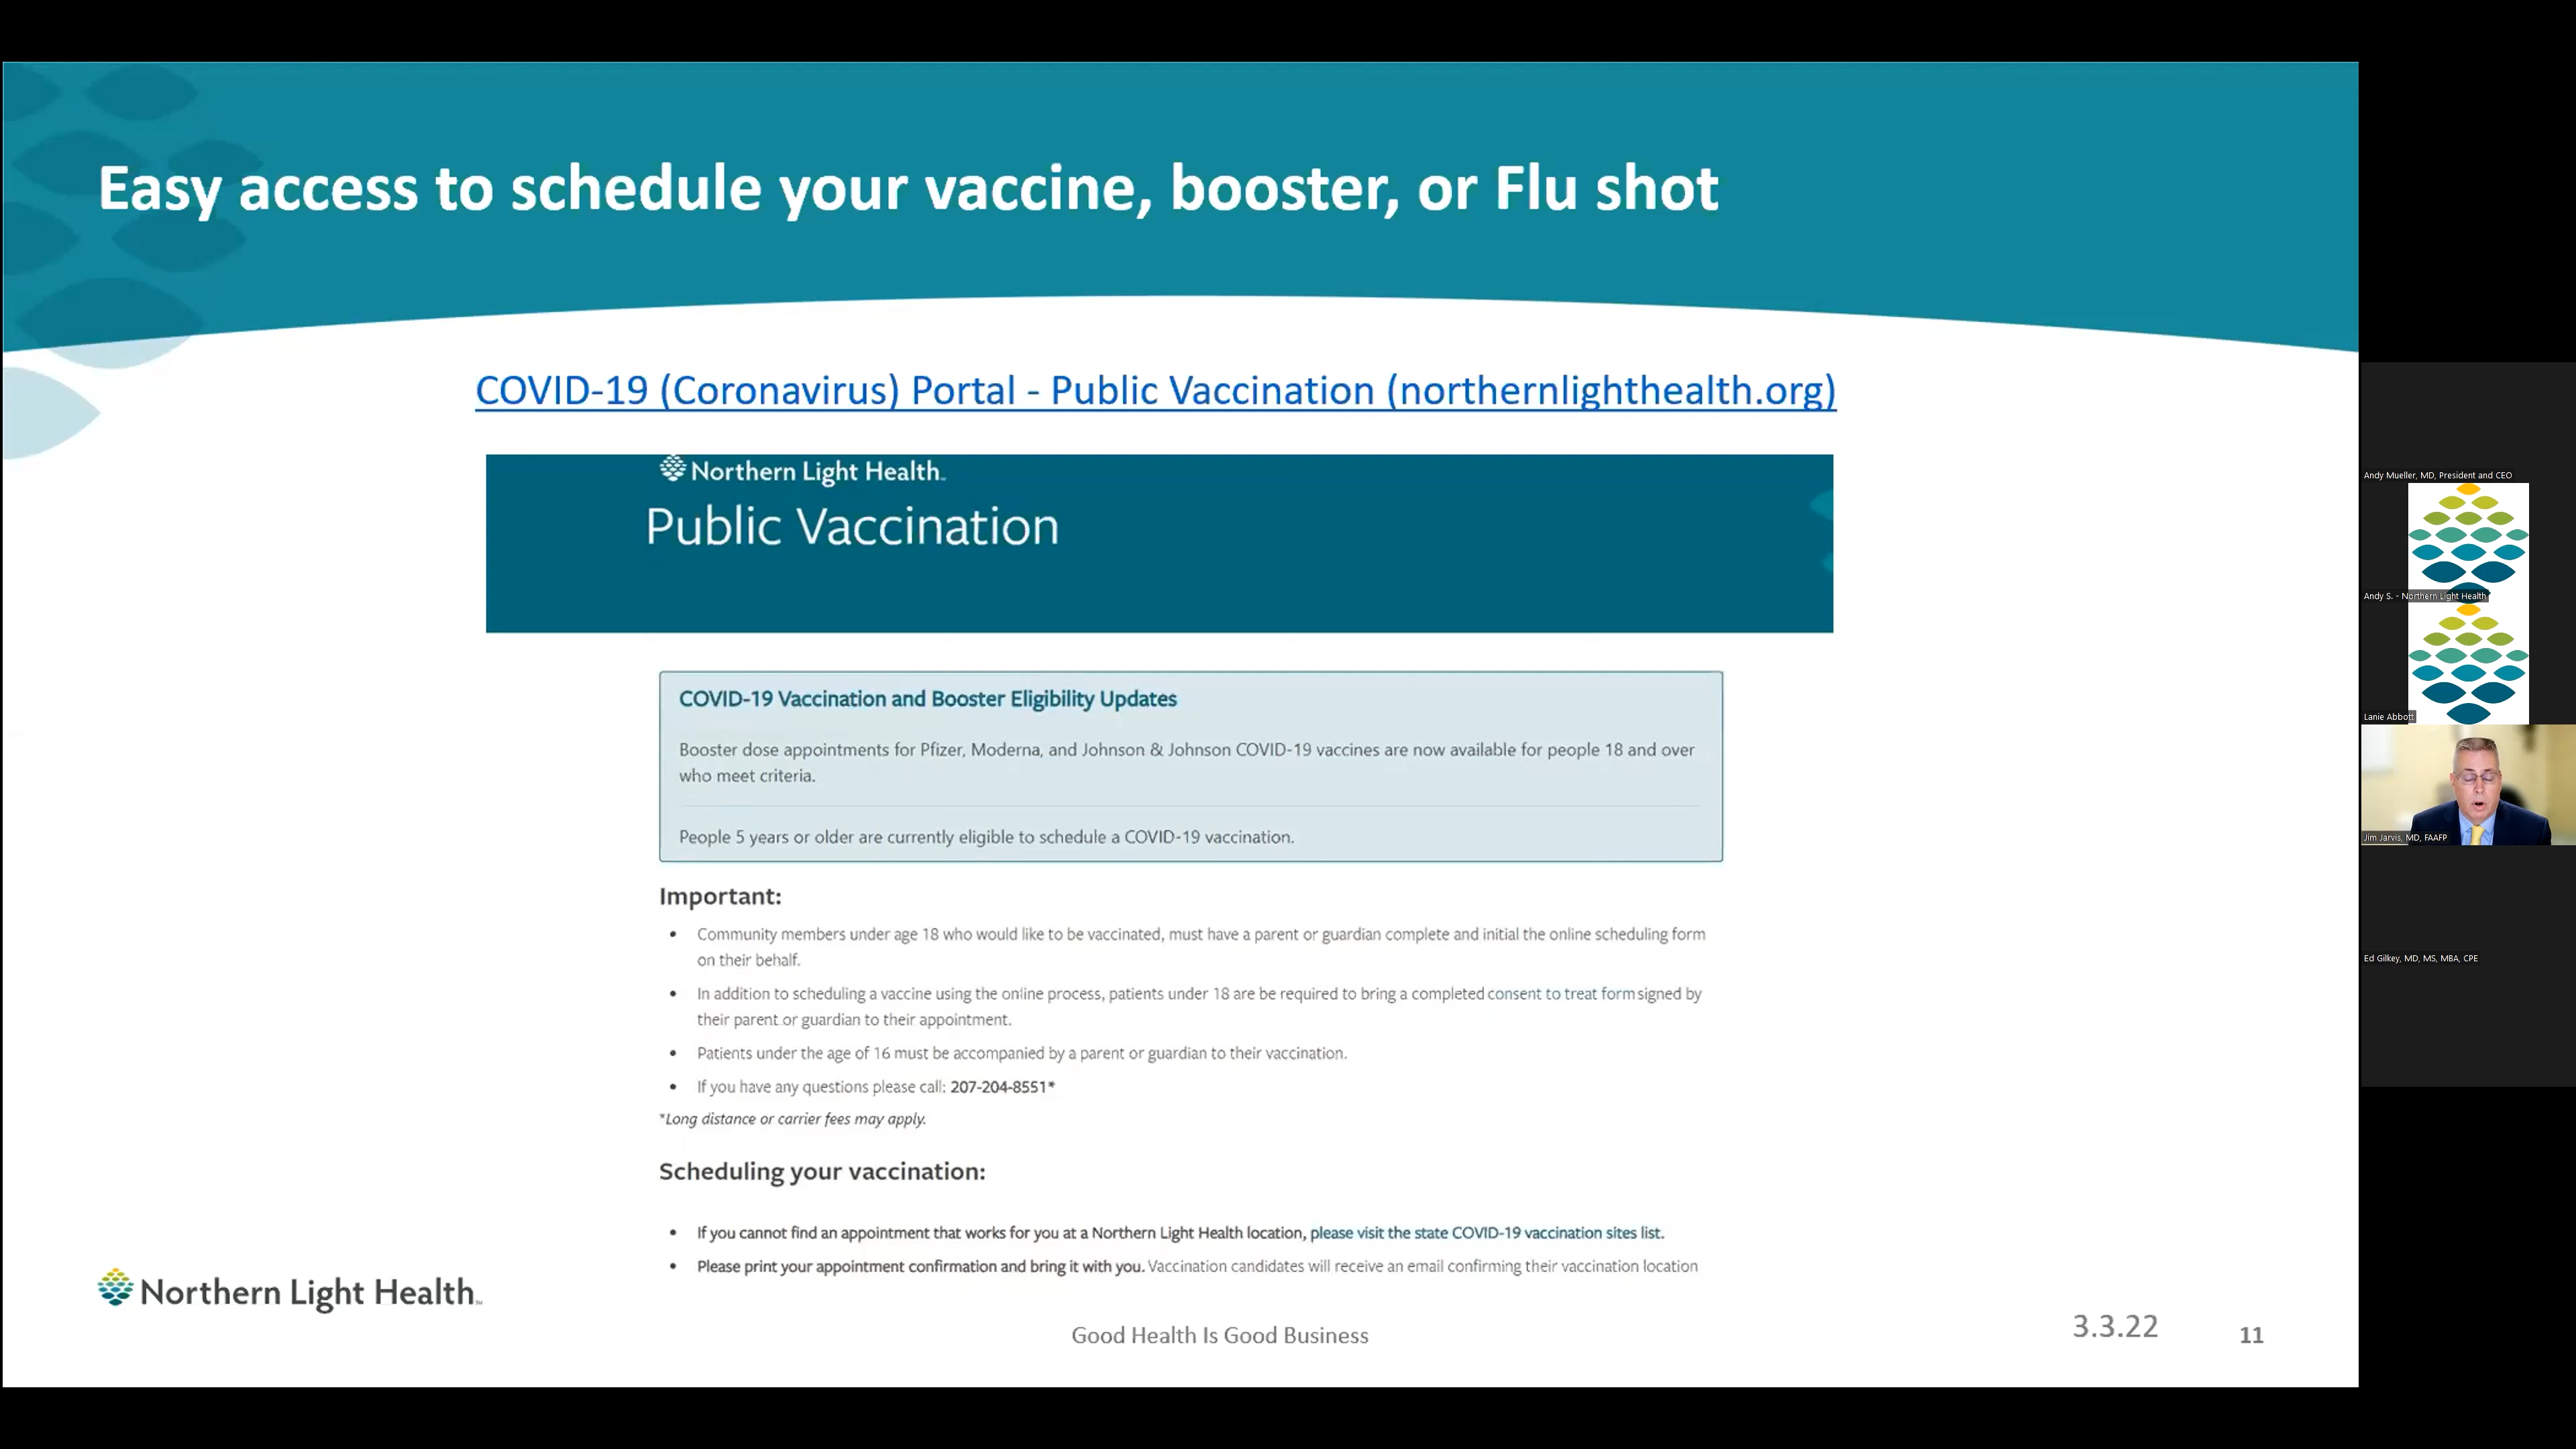 Easy access to schedule your vaccine, booster, or Flu shot
COVID-19 (Coronavirus) Portal - Public Vaccination (northernlighthealth.org)
Northern Light Health
Public Vaccination
COVID-19 Vaccination and Booster Eligibility Updates
Booster dose appointments for Pfizer, Moderna, and Johnson & Johnson COVID-19 vaccines are now available for people 18 and over
who meet criteria.
People 5 years or older are currently eligible to schedule a COVID-19 vaccination.
Important:
• Community members under age 18 who would like to be vaccinated, must have a parent or guardian complete and initial the online scheduling form
on their behalf.
• In addition to scheduling a vaccine using the online process, patients under 18 are be required to bring a completed consent to treat form signed by
their parent or guardian to their appointment.
• Patients under the age of 16 must be accompanied by a parent or guardian to their vaccination.
• If you have any questions please call: 207-204-8551*
*Long distance or carrier fees may apply.
Scheduling your vaccination:
• If you cannot find an appointment that works for you at a Northern Light Health location, please visit the state COVID-19 vaccination sites list.
• Please print your appointment confirmation and bring it with you. Vaccination candidates will receive an email confirming their vaccination location
Northern Light Health
Good Health Is Good Business
3.3.22
11
Andy Mueller, MD, President and CEO
Andy S. - Northern Light Health
Lanie Abbott
Jim Jarvis, MD, FAAFP
Ed Gilkey, MD, MS, MBA, CPE